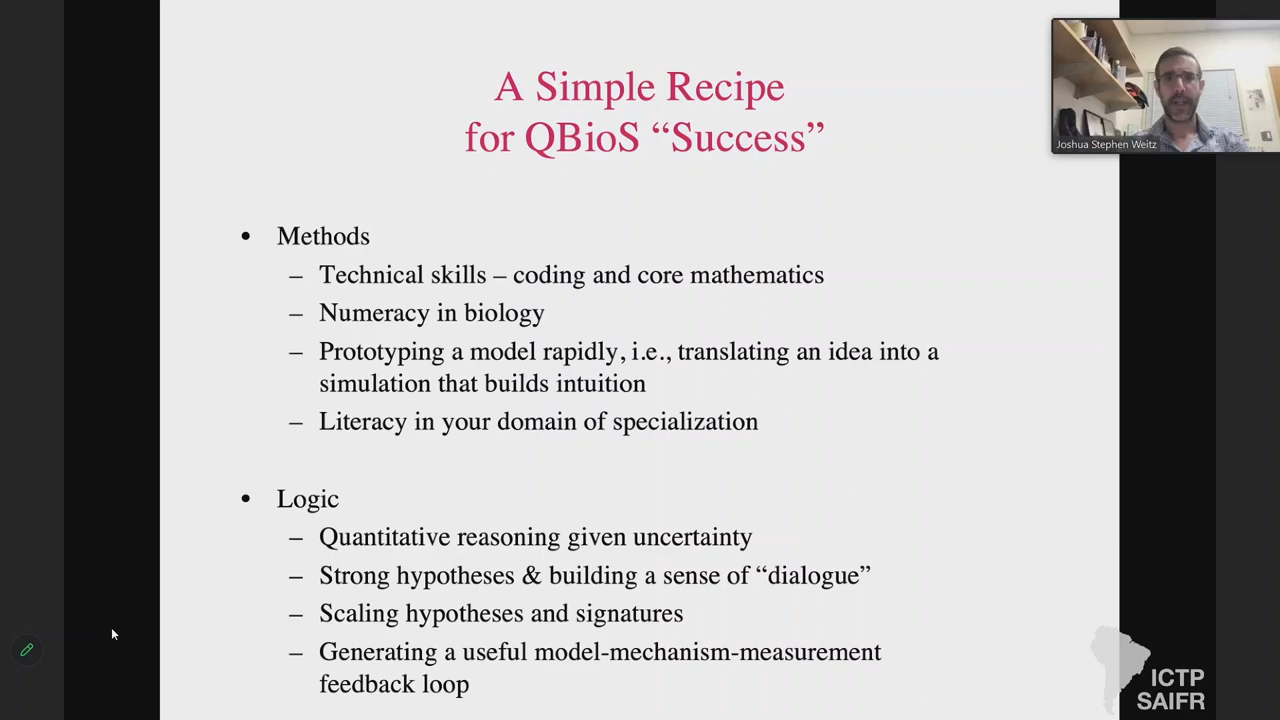 A Simple Recipe
for QBioS “Success”
Joshua Stephen Weitz
• Methods
– Technical skills – coding and core mathematics
– Numeracy in biology
– Prototyping a model rapidly, i.e., translating an idea into a
simulation that builds intuition
– Literacy in your domain of specialization
• Logic
– Quantitative reasoning given uncertainty
– Strong hypotheses & building a sense of “dialogue”
– Scaling hypotheses and signatures
– Generating a useful model-mechanism-measurement
feedback loop
ICTP
SAIFR